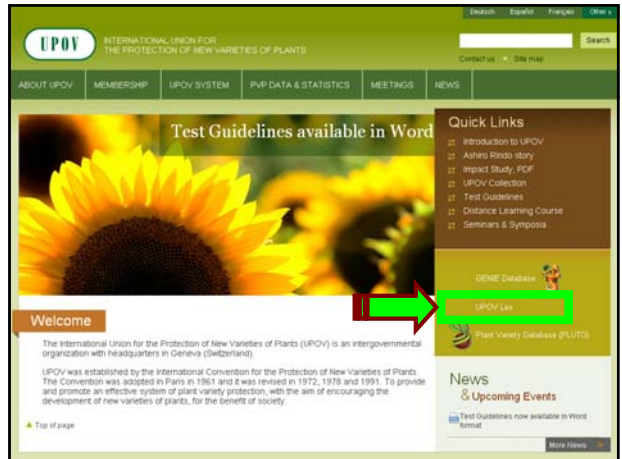 Deutsch Español Français Other
UPOV
INTERNATIONAL UNION FOR
THE PROTECTION OF NEW VARIETIES OF PLANTS
Search
Contact us Site map
ABOUT UPOV MEMBERSHIP UPOV SYSTEM PVP DATA & STATISTICS MEETINGS NEWS
Test Guidelines available in Word
Quick Links
Introduction to UPOV
Ashiro Rindo story
Impact Study, PDF
UPOV Collection
Test Guidelines
Distance Learning Course
Seminars & Symposia
GENIE Database
UPOV Lex
Plant Variety Database (PLUTO)
Welcome
The International Union for the Protection of New Varieties of Plants (UPOV) is an intergovernmental
organization with headquarters in Geneva (Switzerland).
UPOV was established by the International Convention for the Protection of New Varieties of Plants.
The Convention was adopted in Paris in 1961 and it was revised in 1972, 1978 and 1991. To provide
and promote an effective system of plant variety protection, with the aim of encouraging the
development of new varieties of plants, for the benefit of society.
Top of page
News
& Upcoming Events
Test Guidelines now available in Word
format
More News